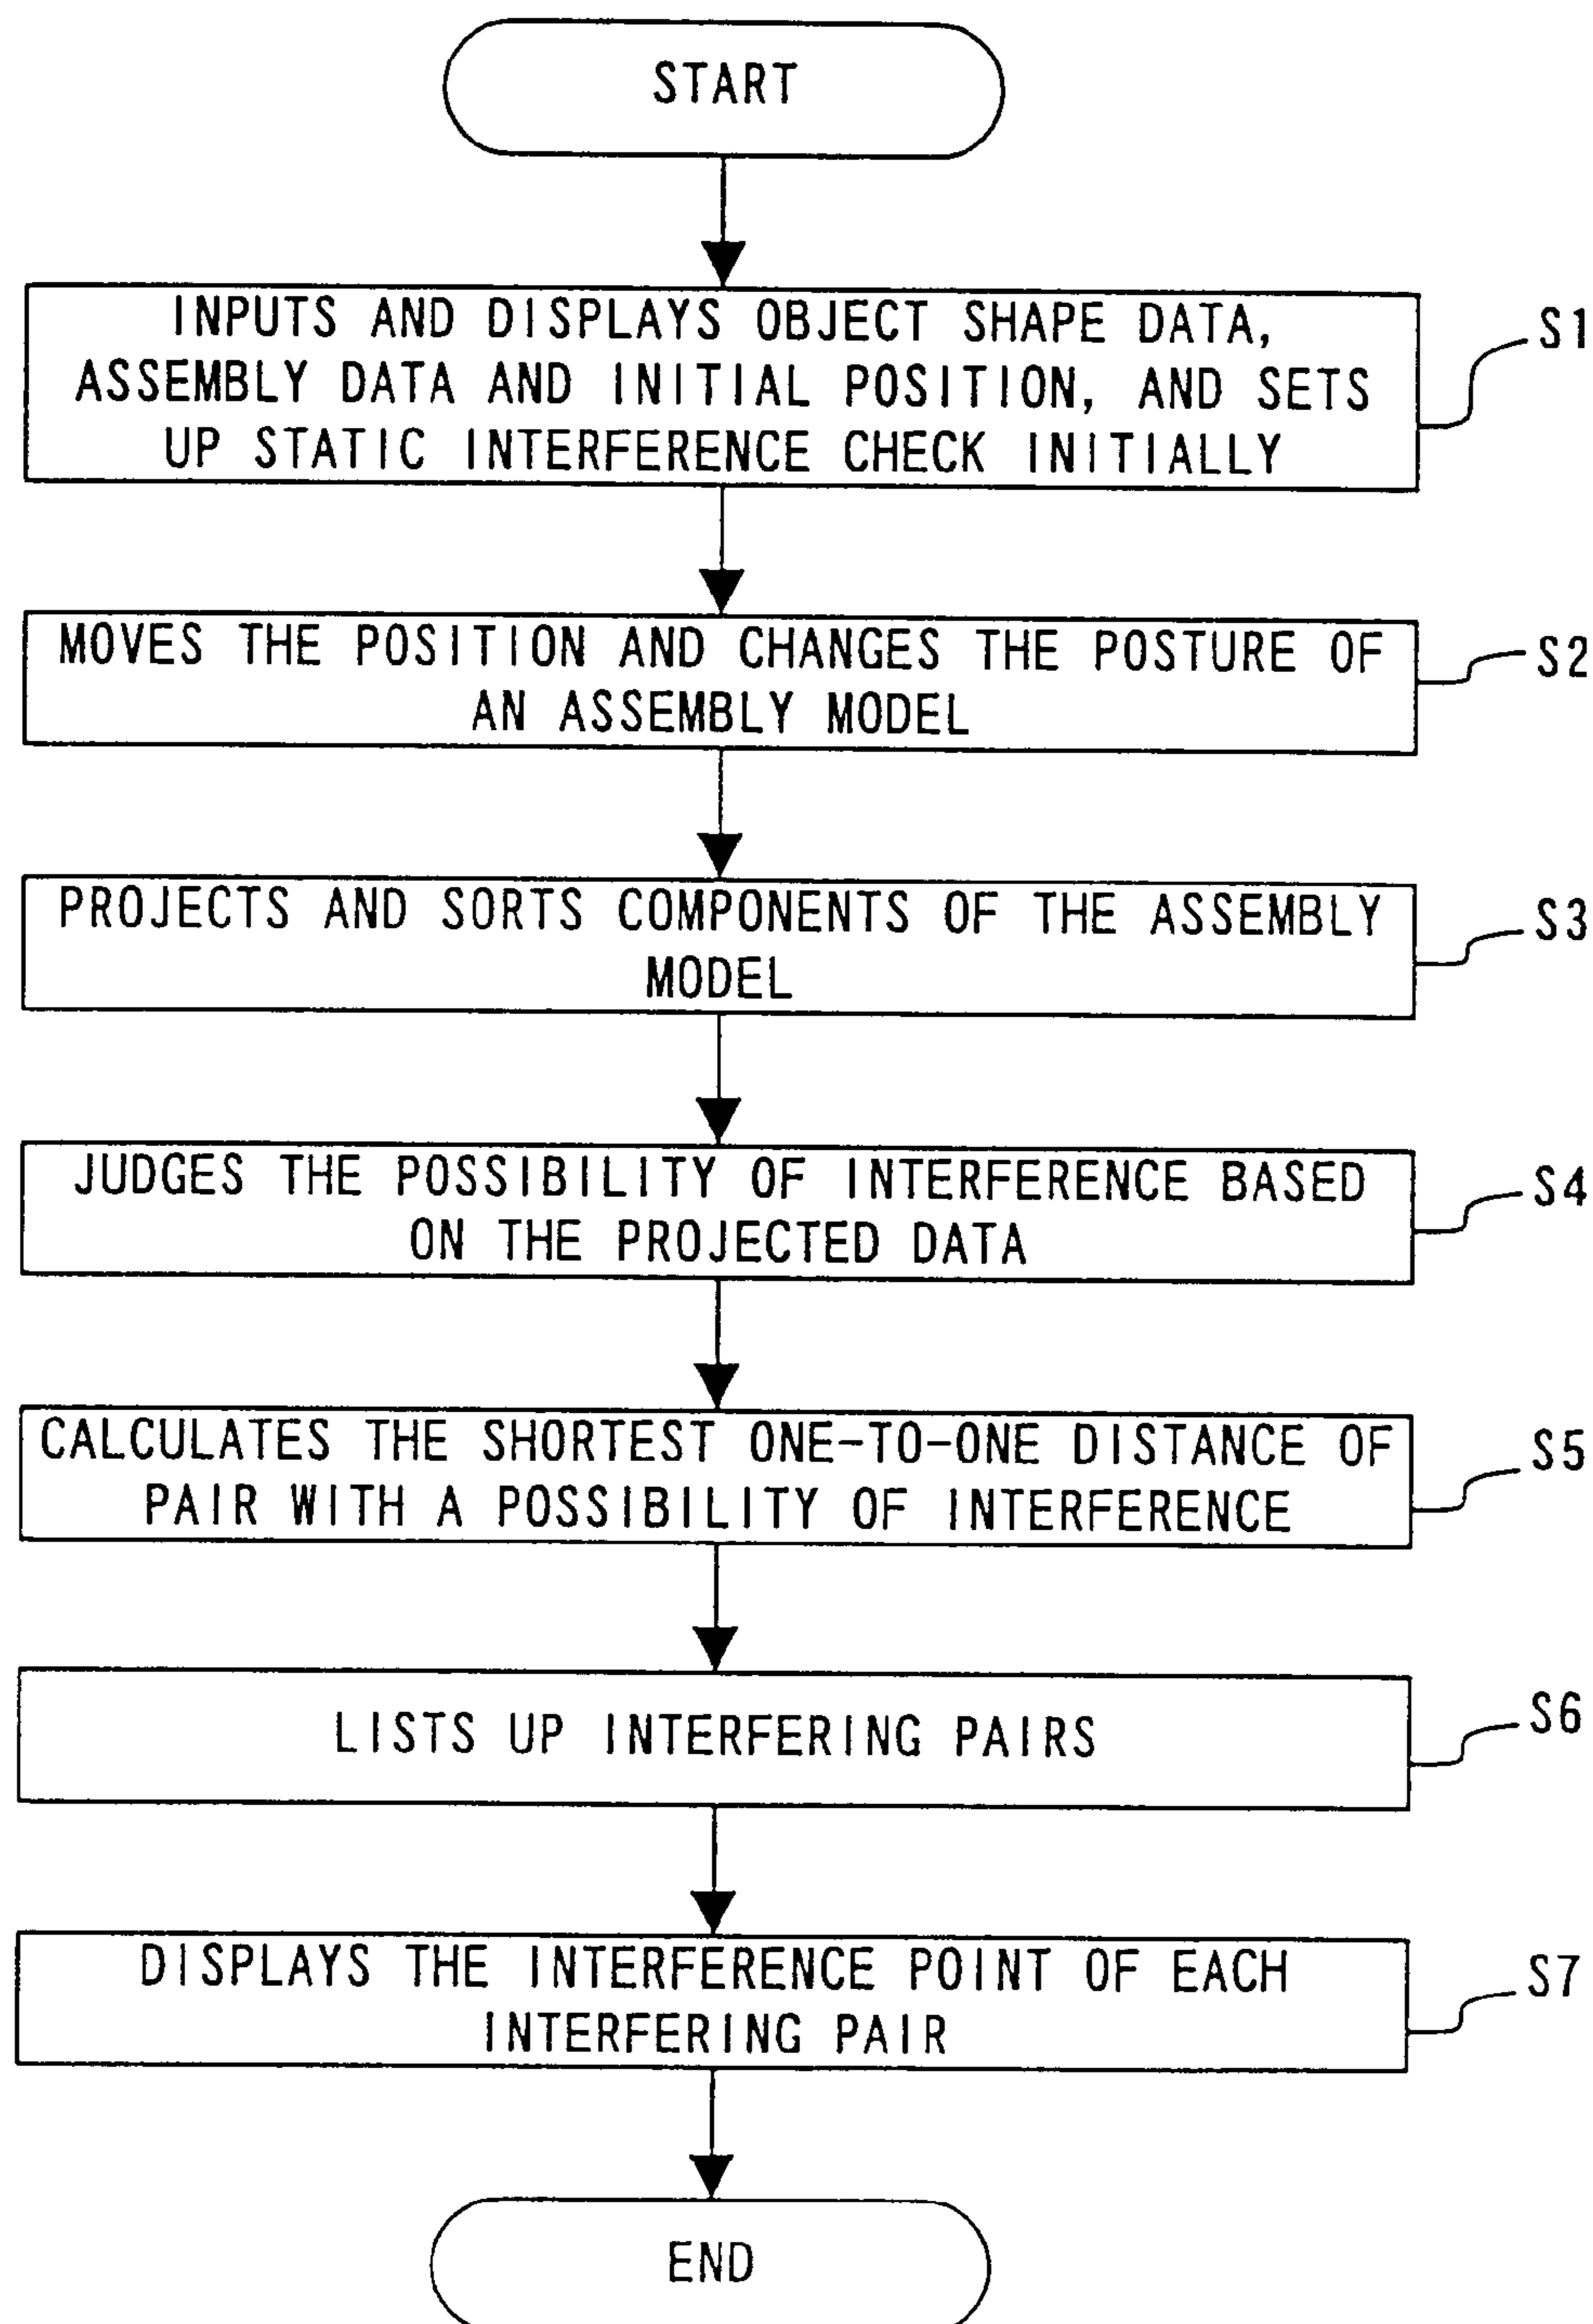 START
INPUTS AND DISPLAYS OBJECT SHAPE DATA,
ASSEMBLY DATA AND INITIAL POSITION, AND SETS
UP STATIC INTERFERENCE CHECK INITIALLY
S1
MOVES THE POSITION AND CHANGES THE POSTURE OF
AN ASSEMBLY MODEL
S2
PROJECTS AND SORTS COMPONENTS OF THE ASSEMBLY
MODEL
S3
JUDGES THE POSSIBILITY OF INTERFERENCE BASED
ON THE PROJECTED DATA
S4
CALCULATES THE SHORTEST ONE-TO-ONE DISTANCE OF
PAIR WITH A POSSIBILITY OF INTERFERENCE
S5
LISTS UP INTERFERING PAIRS
S6
DISPLAYS THE INTERFERENCE POINT OF EACH
INTERFERING PAIR
S7
END